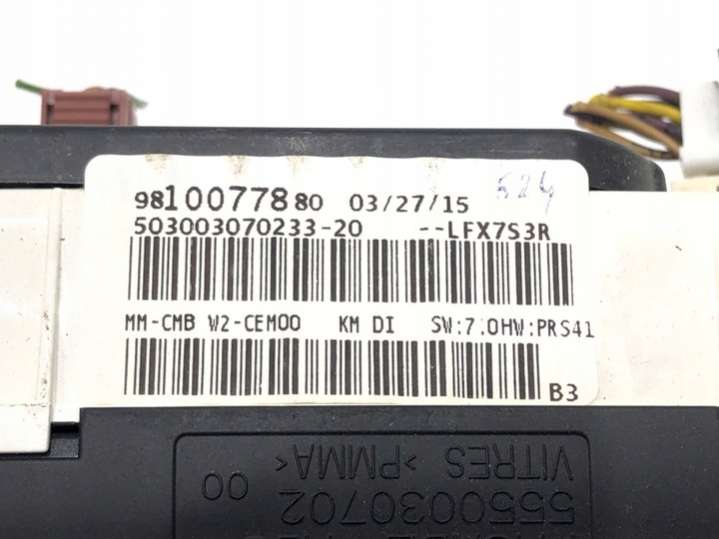 9810077880 03/27/15 524
503003070233-20 --LFX7S3R
MM-CMB W2-CEM00 KM DI SW:7.0HW:PRS41
B3
VITRES >PMMA<
5550030702 00